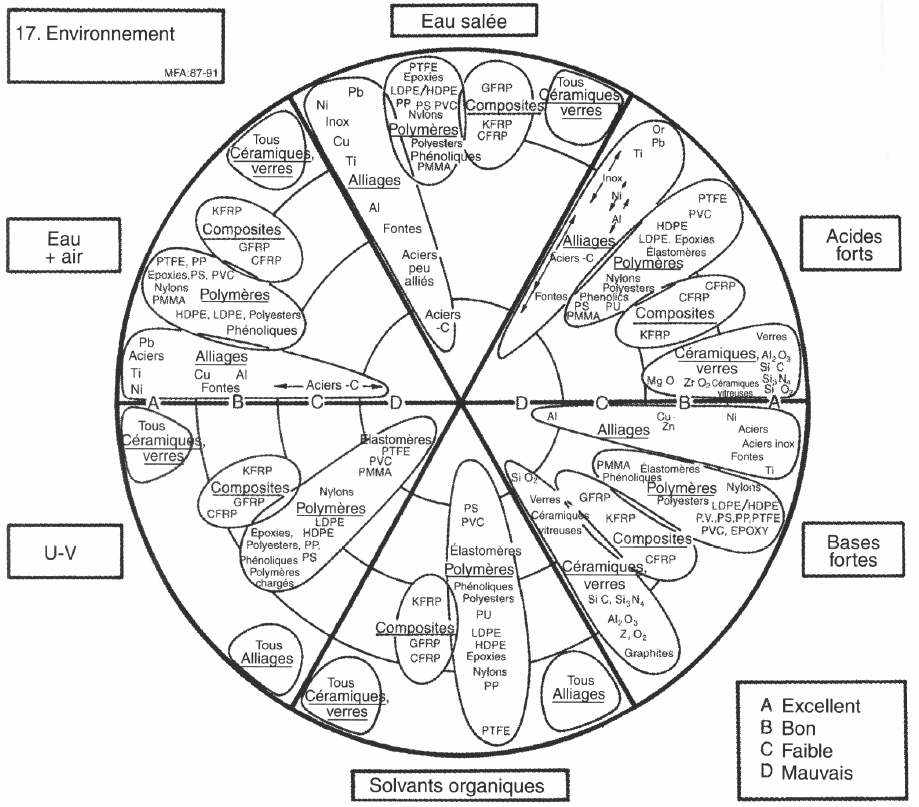 17. Environnement
MFA:87-91
Eau salée
Pb
Ni
Inox
Cu
Ti
Alliages
Al
Fontes
Aciers
peu
alliés
Aciers
-C
PTFE
Epoxies
LDPE/HDPE
PP PS PVC
Nylons
Polymères
Polyesters
Phénoliques
PMMA
GFRP
Composites
KFRP
CFRP
Tous
Céramiques
verres
Acides
forts
Or
Pb
Ti
Inox
Ni
Al
Alliages
Aciers -C
Fontes
PTFE
PVC
HDPE
LDPE, Epoxies
Élastomères
Polymères
Nylons
Polyesters
Phenolics
PS PU
PMMA
CFRP
CFRP
Composites
KFRP
Verres
Céramiques,
verres
Al2O3
Si C
Si3N4
Si O2
Mg O
Zr O2
Céramiques
vitreuses
Eau
+ air
Tous
Céramiques,
verres
KFRP
Composites
GFRP
CFRP
PTFE, PP
Epoxies, PS, PVC
Nylons
Polymères
PMMA
HDPE, LDPE, Polyesters
Phénoliques
Pb
Aciers
Alliages
Ti
Cu Al
Ni
Fontes
Aciers -C
A B C D D C B A
U-V
Tous
Céramiques,
verres
KFRP
Composites
GFRP
CFRP
Élastomères
PTFE
PVC
PMMA
Nylons
Polymères
LDPE
HDPE
Epoxies,
Polyesters, PP,
PS
Phénoliques
Polymères
chargés
Tous
Alliages
Bases
fortes
Al
Cu -
Zn
Alliages
Ni
Aciers
Aciers inox
Fontes
Ti
PMMA
Élastomères
Phénoliques
Polymères
Nylons
Polyesters
LDPE/HDPE
P.V.,PS,PP,PTFE
PVC, EPOXY
Si O2
GFRP
KFRP
Composites
CFRP
Verres
Céramiques
vitreuses
Céramiques,
verres
Si C, Si3N4
Al2O3
Z, O2
Graphites
Solvants organiques
Tous
Céramiques,
verres
KFRP
Composites
GFRP
CFRP
PS
PVC
Élastomères
Polymères
Phénoliques
Polyesters
PU
LDPE
HDPE
Epoxies
Nylons
PP
PTFE
Tous
Alliages
A Excellent
B Bon
C Faible
D Mauvais